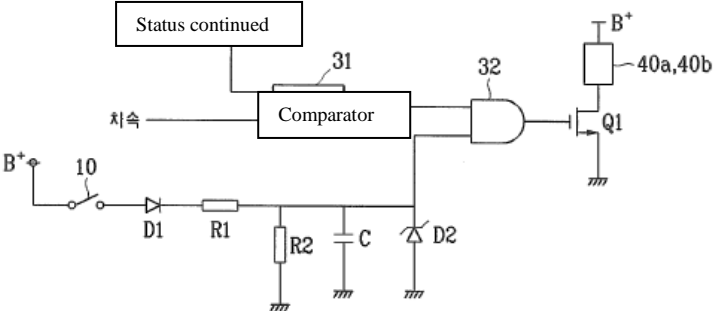 Status continued
B⁺
31
32
40a,40b
Comparator
차속
Q1
B⁺
10
D1
R1
R2
C
D2